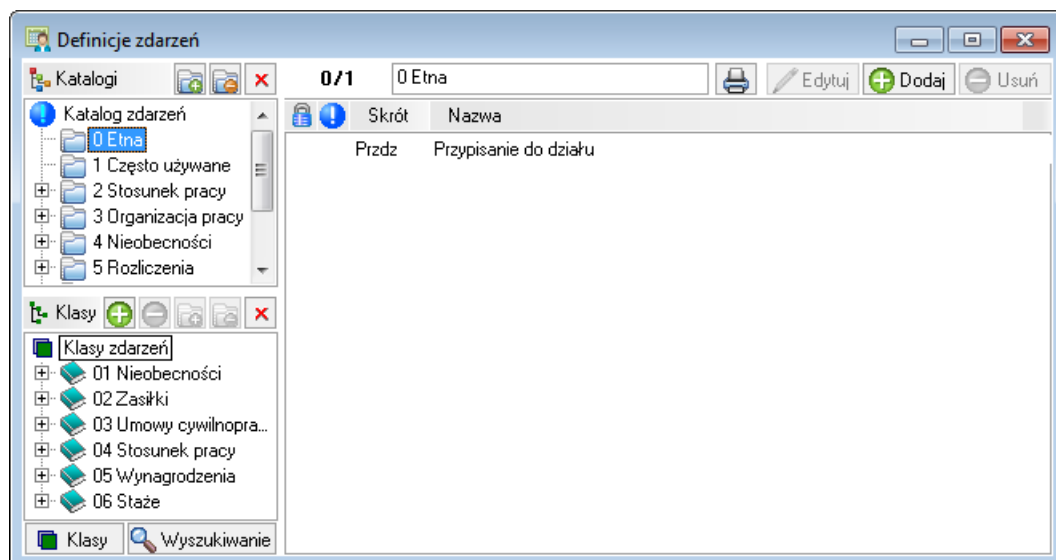 Definicje zdarzeń
Katalogi
0/1 0 Etna Edytuj Dodaj Usuń
Katalog zdarzeń
0 Etna
1 Często używane
2 Stosunek pracy
3 Organizacja pracy
4 Nieobecności
5 Rozliczenia
Skrót Nazwa
Przdz Przypisanie do działu
Klasy
Klasy zdarzeń
01 Nieobecności
02 Zasiłki
03 Umowy cywilnopra...
04 Stosunek pracy
05 Wynagrodzenia
06 Staże
Klasy Wyszukiwanie